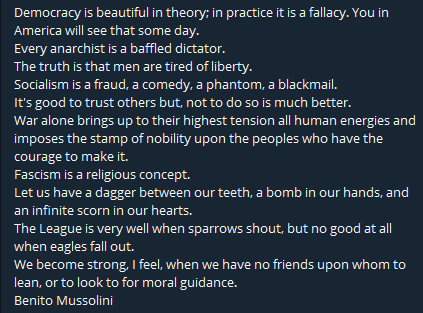 Democracy is beautiful in theory; in practice it is a fallacy. You in
America will see that some day.
Every anarchist is a baffled dictator.
The truth is that men are tired of liberty.
Socialism is a fraud, a comedy, a phantom, a blackmail.
It's good to trust others but, not to do so is much better.
War alone brings up to their highest tension all human energies and
imposes the stamp of nobility upon the peoples who have the
courage to make it.
Fascism is a religious concept.
Let us have a dagger between our teeth, a bomb in our hands, and
an infinite scorn in our hearts.
The League is very well when sparrows shout, but no good at all
when eagles fall out.
We become strong, I feel, when we have no friends upon whom to
lean, or to look to for moral guidance.
Benito Mussolini